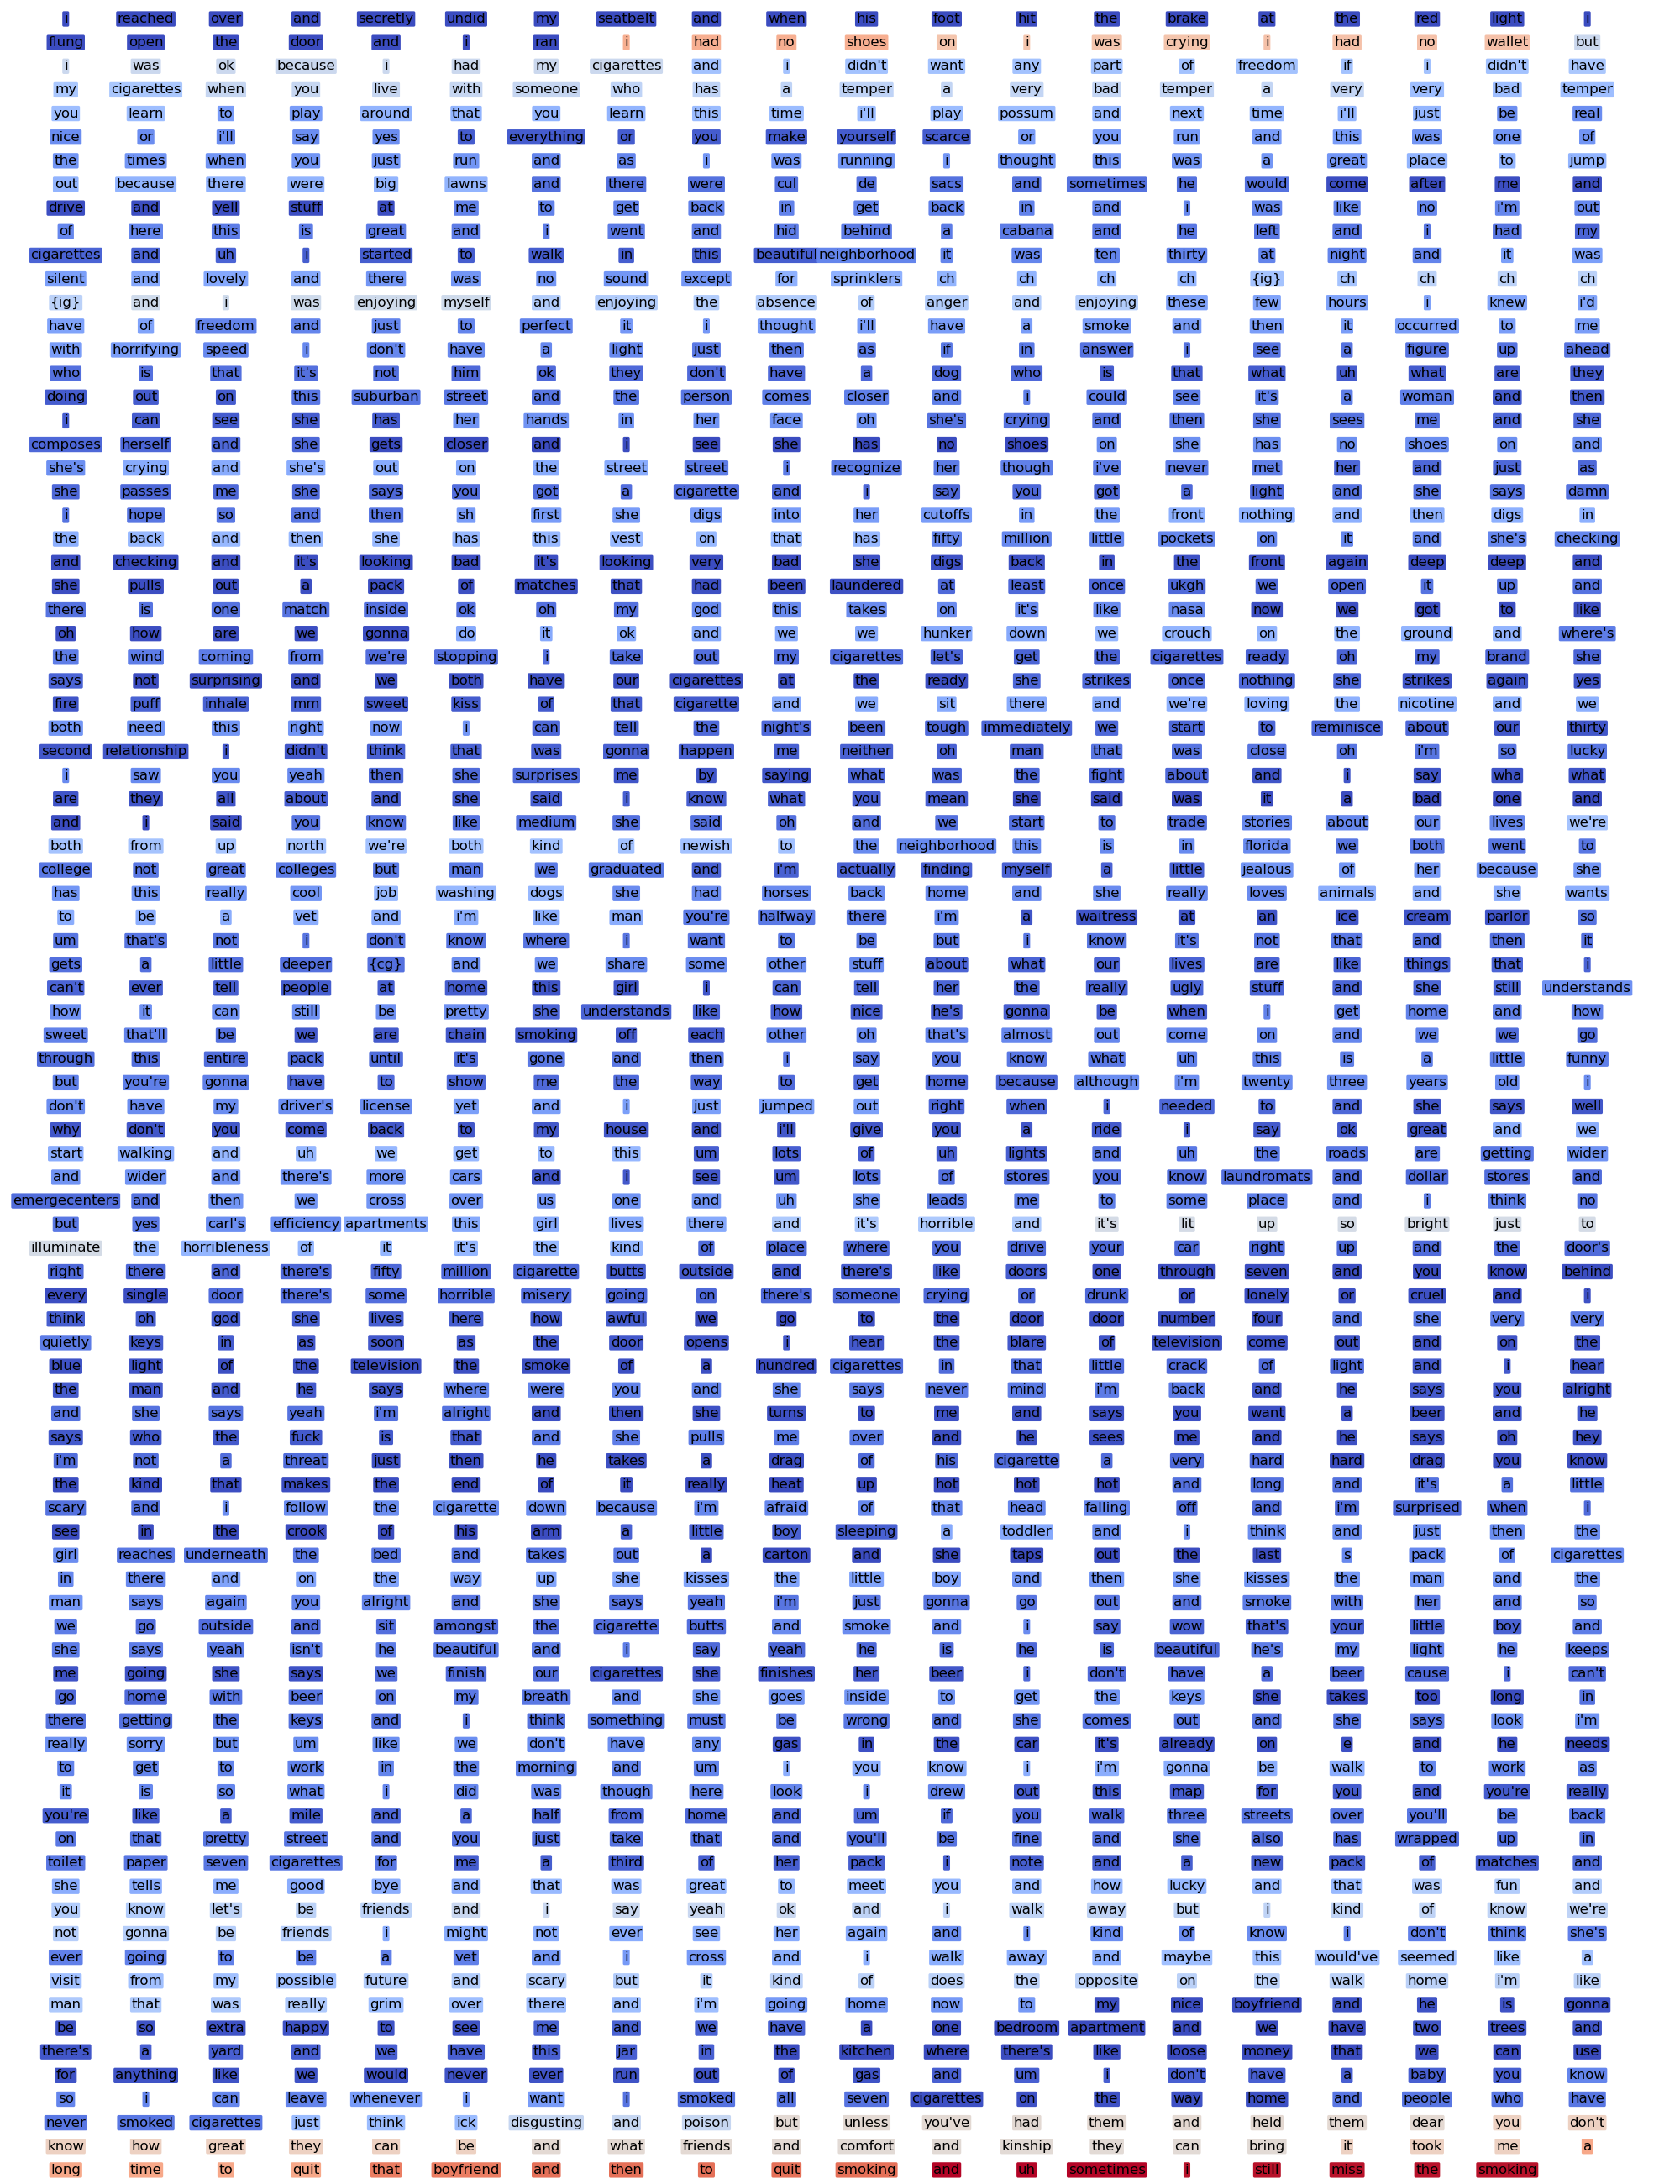 i reached over and secretly undid my seatbelt and when his foot hit the brake at the red light i
flung open the door and i ran i had no shoes on i was crying i had no wallet but
i was ok because i had my cigarettes and i didn't want any part of freedom if i didn't have
my cigarettes when you live with someone who has a temper a very bad temper a very very bad temper
you learn to play around that you learn this time i'll play possum and next time i'll just be real
nice or i'll say yes to everything or you make yourself scarce or you run and this was one of
the times when you just run and as i was running i thought this was a great place to jump
out because there were big lawns and there were cul de sacs and sometimes he would come after me and
drive and yell stuff at me to get back in get back in and i was like no i'm out
of here this is great and i went and hid behind a cabana and he left and i had my
cigarettes and uh i started to walk in this beautiful neighborhood it was ten thirty at night and it was
silent and lovely and there was no sound except for sprinklers ch ch ch ch {ig} ch ch ch ch
{ig} and i was enjoying myself and enjoying the absence of anger and enjoying these few hours i knew i'd
have of freedom and just to perfect it i thought i'll have a smoke and then it occurred to me
with horrifying speed i don't have a light just then as if in answer i see a figure up ahead
who is that it's not him ok they don't have a dog who is that what uh what are they
doing out on this suburban street and the person comes closer and i could see it's a woman and then
i can see she has her hands in her face oh she's crying and then she sees me and she
composes herself and she gets closer and i see she has no shoes on she has no shoes on and
she's crying and she's out on the street street i recognize her though i've never met her and just as
she passes me she says you got a cigarette and i say you got a light and she says damn
i hope so and then sh first she digs into her cutoffs in the front nothing and then digs in
the back and then she has this vest on that has fifty million little pockets on it and she's checking
and checking and it's looking bad it's looking very bad she digs back in the front again deep deep and
she pulls out a pack of matches that had been laundered at least once ukgh we open it up and
there is one match inside ok oh my god this takes on it's like nasa now we got to like
oh how are we gonna do it ok and we we hunker down we crouch on the ground and where's
the wind coming from we're stopping i take out my cigarettes let's get the cigarettes ready oh my brand she
says not surprising and we both have our cigarettes at the ready she strikes once nothing she strikes again yes
fire puff inhale mm sweet kiss of that cigarette and we sit there and we're loving the nicotine and we
both need this right now i can tell the night's been tough immediately we start to reminisce about our thirty
second relationship i didn't think that was gonna happen me neither oh man that was close oh i'm so lucky
i saw you yeah then she surprises me by saying what was the fight about and i say wha what
are they all about and she said i know what you mean she said was it a bad one and
and i said you know like medium she said oh and we start to trade stories about our lives we're
both from up north we're both kind of newish to the neighborhood this is in florida we both went to
college not great colleges but man we graduated and i'm actually finding myself a little jealous of her because she
has this really cool job washing dogs she had horses back home and she really loves animals and she wants
to be a vet and i'm like man you're halfway there i'm a waitress at an ice cream parlor so
um that's not i don't know where i want to be but i know it's not that and then it
gets a little deeper {cg} and we share some other stuff about what our lives are like things that i
can't ever tell people at home this girl i can tell her the really ugly stuff and she still understands
how it can still be pretty she understands like how nice he's gonna be when i get home and how
sweet that'll be we are chain smoking off each other oh that's almost out come on and we we go
through this entire pack until it's gone and then i say you know what uh this is a little funny
but you're gonna have to show me the way to get home because although i'm twenty three years old i
don't have my driver's license yet and i just jumped out right when i needed to and she says well
why don't you come back to my house and i'll give you a ride i say ok great and we
start walking and uh we get to this um lots of uh lights and uh the roads are getting wider
and wider and there's more cars and i see um lots of stores you know laundromats and dollar stores and
emergecenters and then we cross over us one and uh she leads me to some place and i think no
but yes carl's efficiency apartments this girl lives there and it's horrible and it's lit up so bright just to
illuminate the horribleness of it it's the kind of place where you drive your car right up and the door's
right there and there's fifty million cigarette butts outside and there's like doors one through seven and you know behind
every single door there's some horrible misery going on there's someone crying or drunk or lonely or cruel and i
think oh god she lives here how awful we go to the door door number four and she very very
quietly keys in as soon as the door opens i hear the blare of television come out and on the
blue light of the television the smoke of a hundred cigarettes in that little crack of light and i hear
the man and he says where were you and she says never mind i'm back and he says you alright
and she says yeah i'm alright and then she turns to me and says you want a beer and he
says who the fuck is that and she pulls me over and he sees me and he says oh hey
i'm not a threat just then he takes a drag of his cigarette a very hard hard drag you know
the kind that makes the end of it really heat up hot hot hot and long and it's a little
scary and i follow the cigarette down because i'm afraid of that head falling off and i'm surprised when i
see in the crook of his arm a little boy sleeping a toddler and i think and just then the
girl reaches underneath the bed and takes out a carton and she taps out the last s pack of cigarettes
in there and on the way up she kisses the little boy and then she kisses the man and the
man says again you alright and she says yeah i'm just gonna go out and smoke with her and so
we go outside and sit amongst the cigarette butts and smoke and i say wow that's your little boy and
she says yeah isn't he beautiful and i say yeah he is he is beautiful he's my light he keeps
me going she says we finish our cigarettes she finishes her beer i don't have a beer cause i can't
go home with beer on my breath and she goes inside to get the keys she takes too long in
there getting the keys and i think something must be wrong and she comes out and she says look i'm
really sorry but um like we don't have any gas in the car it's already on e and he needs
to get to work in the morning and um i you know i i'm gonna be walk to work as
it is so what i did was though here look i drew out this map for you and you're really
you're like a mile and a half from home and um if you walk three streets over you'll be back
on that pretty street and you just take that and you'll be fine and she also has wrapped up in
toilet paper seven cigarettes for me a third of her pack i note and a new pack of matches and
she tells me good bye and that was great to meet you and how lucky and that was fun and
you know let's be friends and i say yeah ok and i walk away but i kind of know we're
not gonna be friends i might not ever see her again and i kind of know i don't think she's
ever going to be a vet and i cross and i walk away and maybe this would've seemed like a
visit from my possible future and scary but it kind of does the opposite on the walk home i'm like
man that was really grim over there and i'm going home now to my nice boyfriend and he is gonna
be so extra happy to see me and we have a one bedroom apartment and we have two trees and
there's a yard and we have this jar in the kitchen where there's like loose money that we can use
for anything like we would never ever run out of gas and um i don't have a baby you know
so i can leave whenever i want i smoked all seven cigarettes on the way home and people who have
never smoked cigarettes just think ick disgusting and poison but unless you've had them and held them dear you don't
know how great they can be and what friends and comfort and kinship they can bring it took me a
long time to quit that boyfriend and then to quit smoking and uh sometimes i still miss the smoking